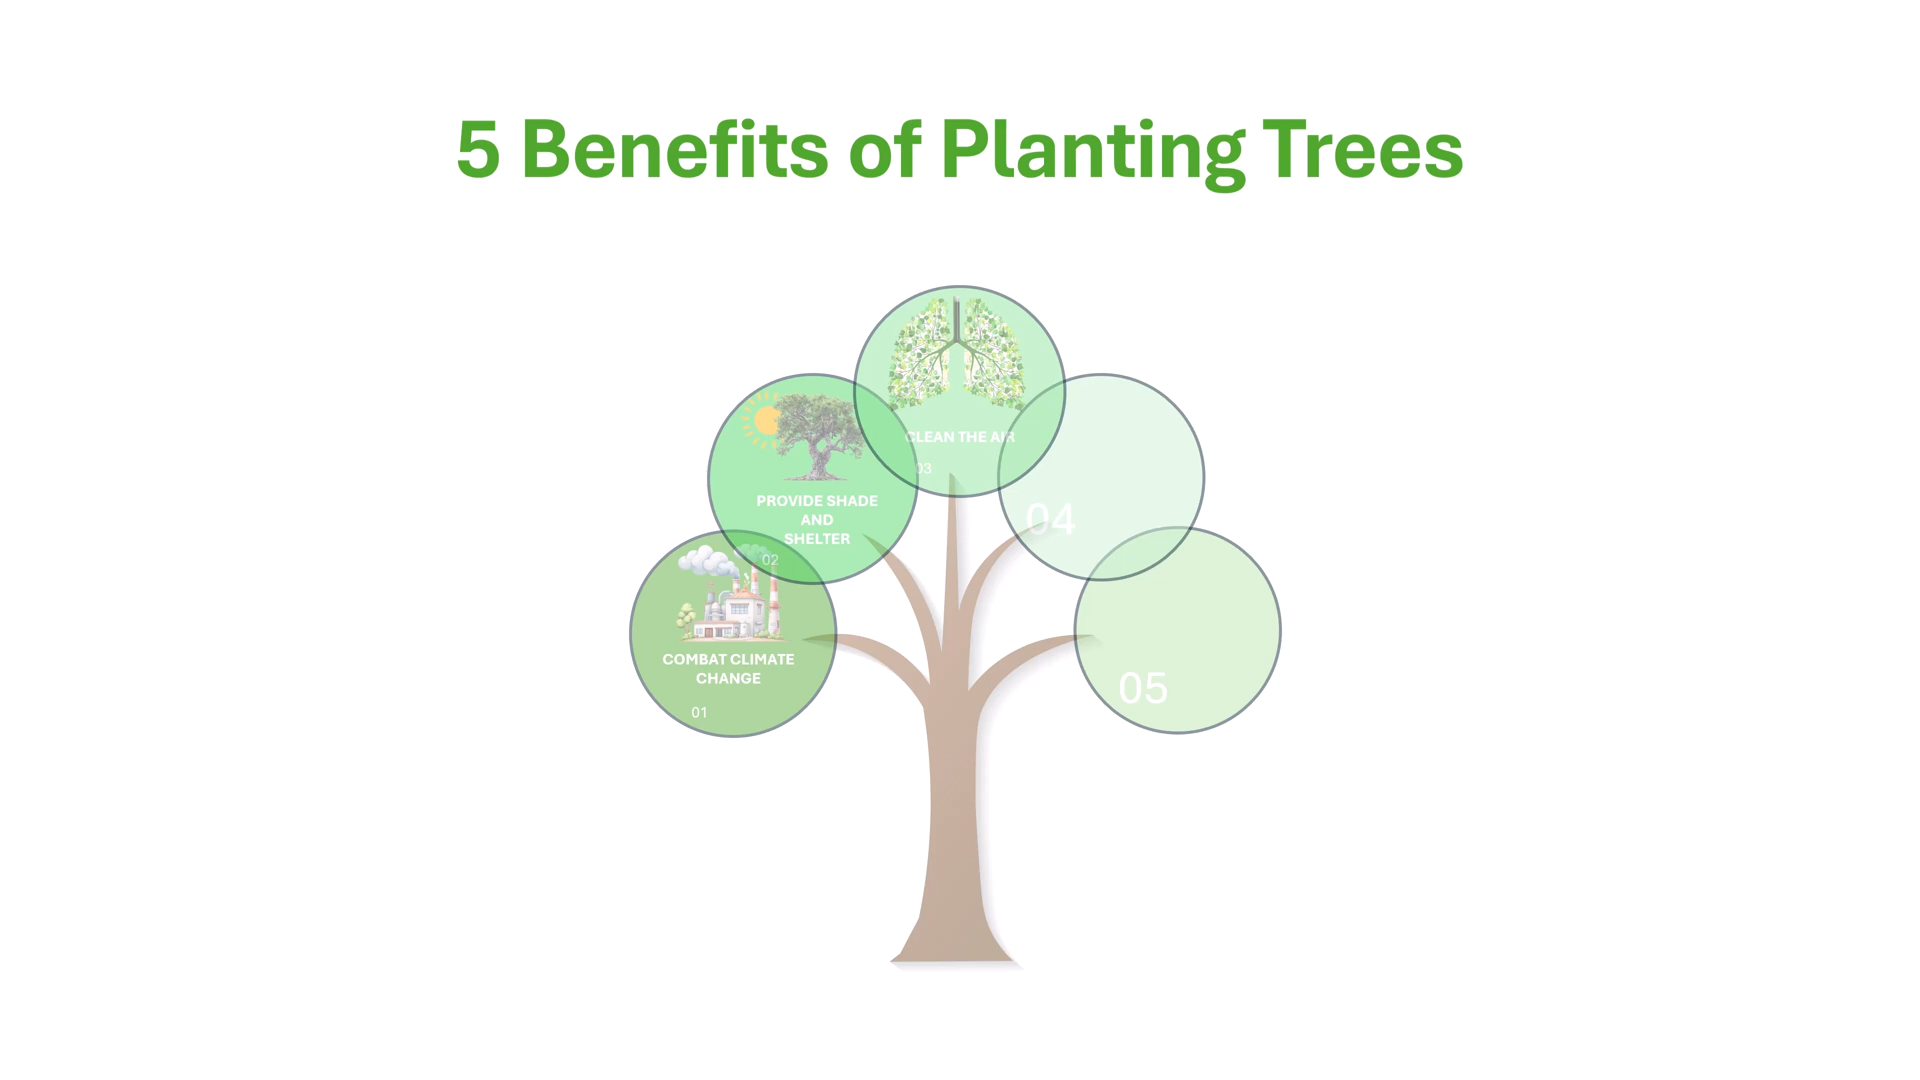 5 Benefits of Planting Trees
COMBAT CLIMATE
CHANGE
01
PROVIDE SHADE
AND
SHELTER
02
CLEAN THE AIR
03
04
05